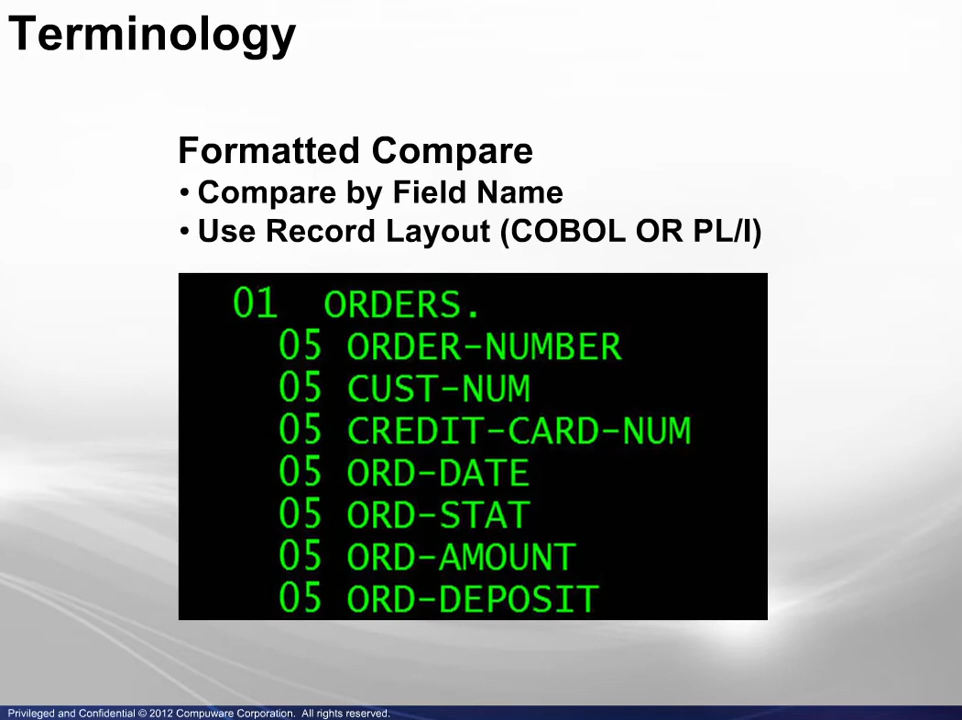 Terminology
Formatted Compare
• Compare by Field Name
• Use Record Layout (COBOL OR PL/I)
01 ORDERS.
05 ORDER-NUMBER
05 CUST-NUM
05 CREDIT-CARD-NUM
05 ORD-DATE
05 ORD-STAT
05 ORD-AMOUNT
05 ORD-DEPOSIT
Privileged and Confidential © 2012 Compuware Corporation. All rights reserved.